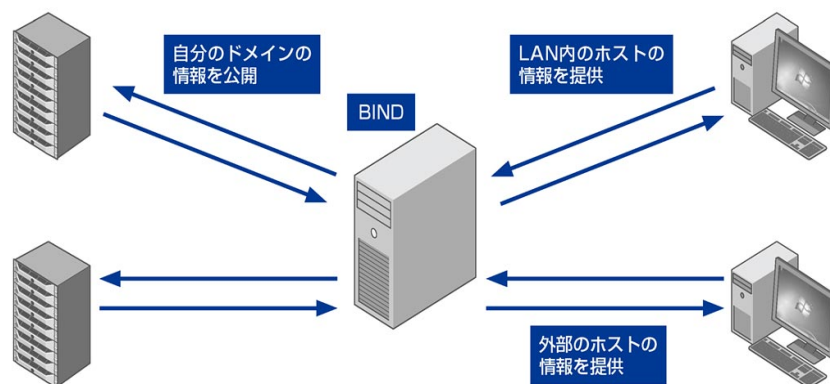 自分のドメインの
情報を公開
LAN内のホストの
情報を提供
BIND
外部のホストの
情報を提供